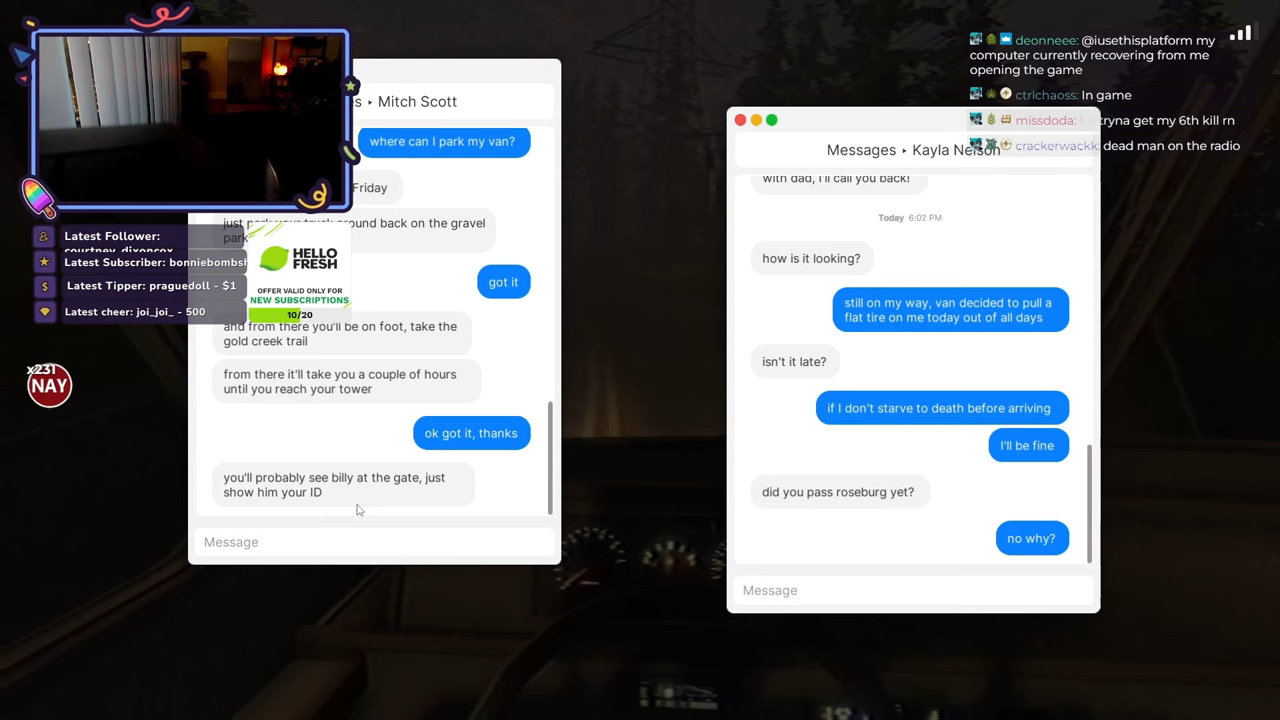 s ▸ Mitch Scott
where can I park my van?
Friday
just park your truck around back on the gravel
park
got it
and from there you'll be on foot, take the
gold creek trail
from there it'll take you a couple of hours
until you reach your tower
ok got it, thanks
you'll probably see billy at the gate, just
show him your ID
Message
Latest Follower:
courtney_dixoncox
Latest Subscriber: bonniebombsh
Latest Tipper: praguedoll - $1
Latest cheer: joi_joi_ - 500
HELLO
FRESH
OFFER VALID ONLY FOR
NEW SUBSCRIPTIONS
10/20
x231
NAY
Messages ▸ Kayla Nelson
with dad, I'll call you back!
Today 6:02 PM
how is it looking?
still on my way, van decided to pull a
flat tire on me today out of all days
isn't it late?
if I don't starve to death before arriving
I'll be fine
did you pass roseburg yet?
no why?
Message
deonneee: @iusethisplatform my
computer currently recovering from me
opening the game
ctrlchaoss: In game
missdoda: tryna get my 6th kill rn
crackerwackk: dead man on the radio